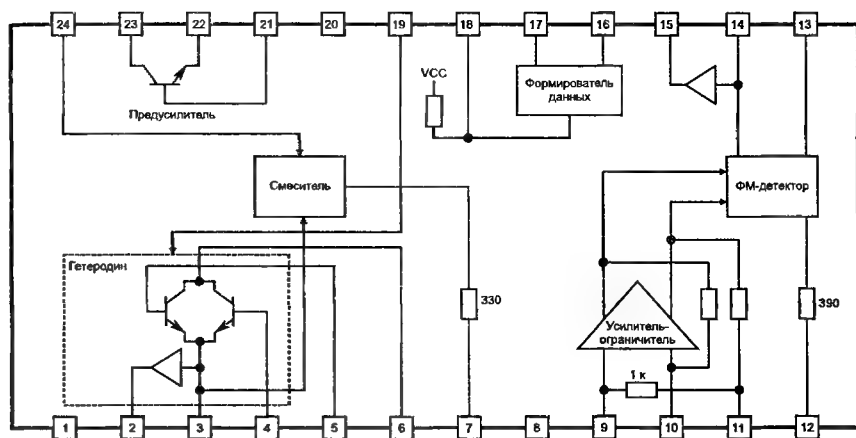 24 23 22 21 20 19 18 17 16 15 14 13
VCC
Формирователь
данных
Предусилитель
Смеситель
ФМ-детектор
Гетеродин
330
390
Усилитель-
ограничитель
1 к
1 2 3 4 5 6 7 8 9 10 11 12